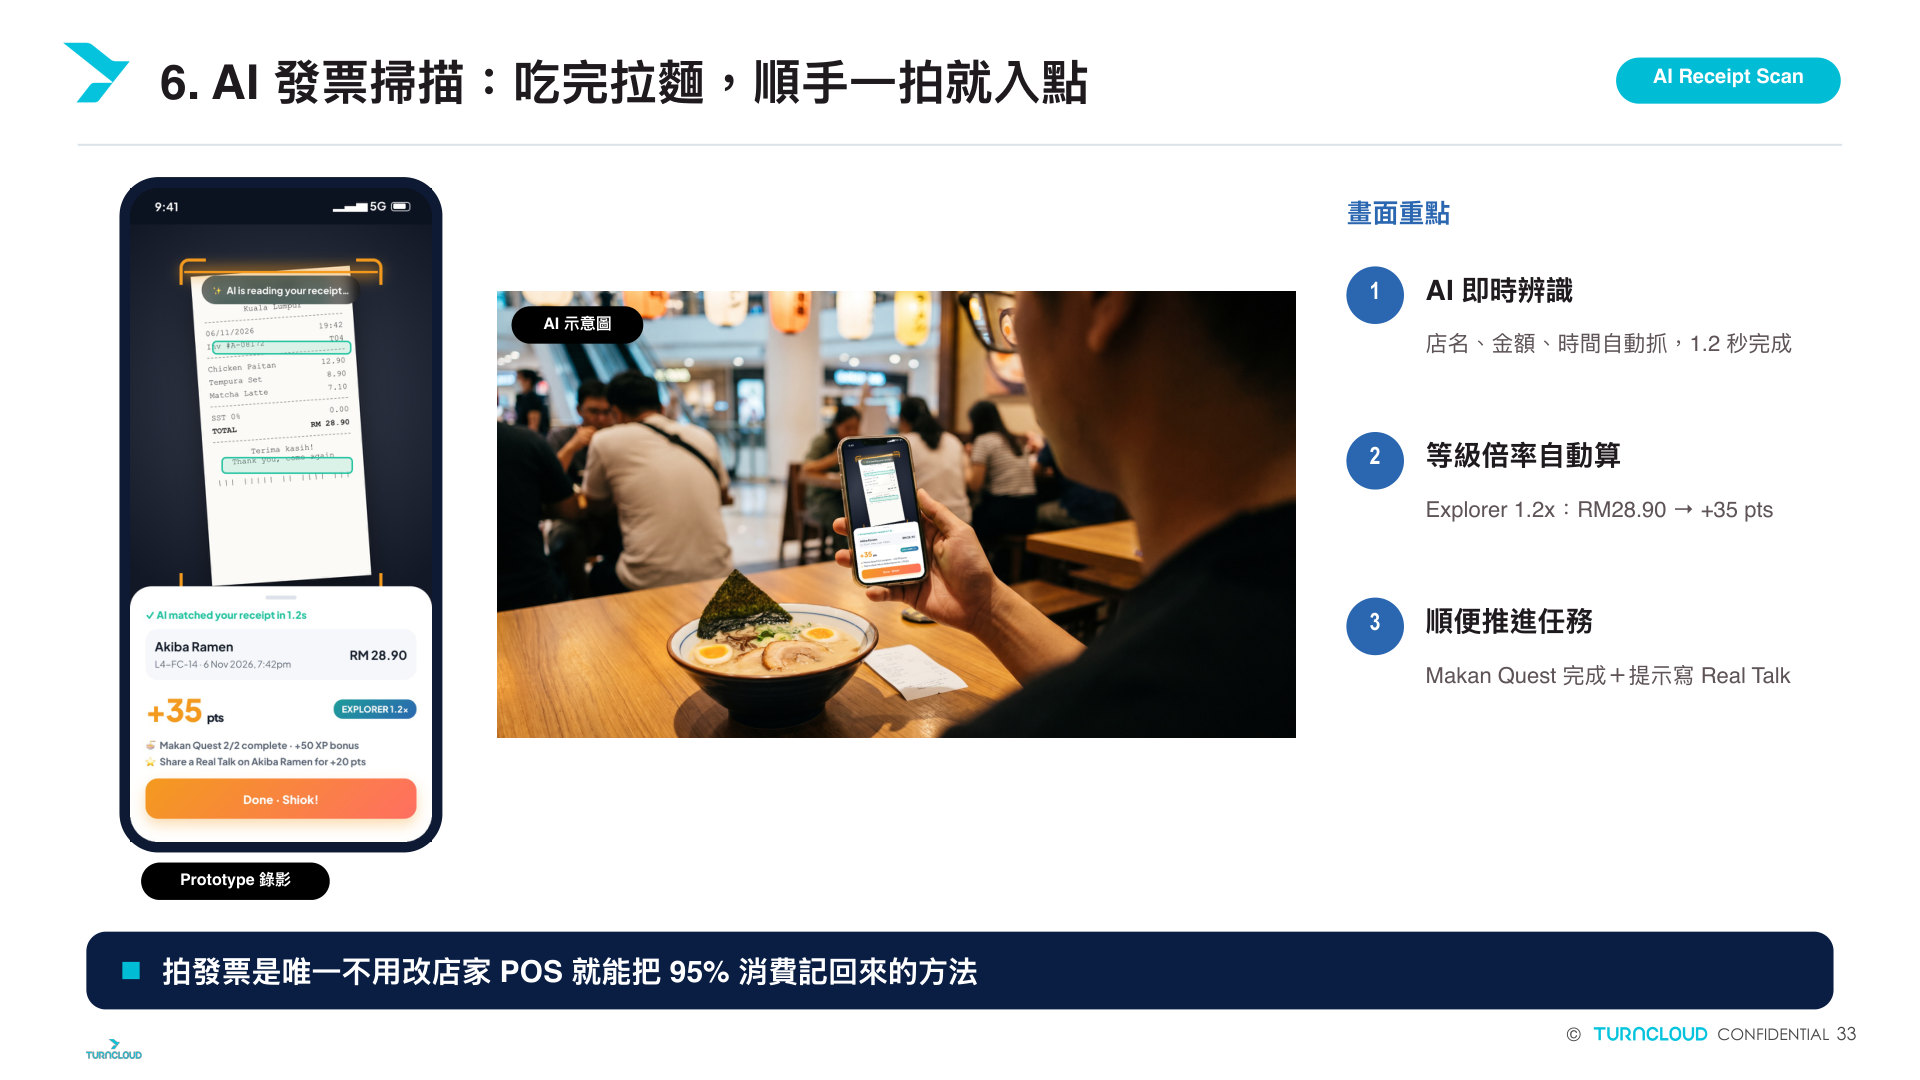 6. AI 發票掃描：吃完拉麵，順手一拍就入點
AI Receipt Scan
9:41
5G
✨ AI is reading your receipt...
Kuala Lumpur
06/11/2026 19:42
Inv #A-08172 T04
Chicken Paitan 12.90
Tempura Set 8.90
Matcha Latte 7.10
SST 0% 0.00
TOTAL RM 28.90
Terima kasih!
Thank you, come again
✓ AI matched your receipt in 1.2s
Akiba Ramen
RM 28.90
L4-FC-14 · 6 Nov 2026, 7:42pm
+35 pts
EXPLORER 1.2×
🍜 Makan Quest 2/2 complete · +50 XP bonus
⭐ Share a Real Talk on Akiba Ramen for +20 pts
Done · Shiok!
Prototype 錄影
AI 示意圖
+35
畫面重點
1
AI 即時辨識
店名、金額、時間自動抓，1.2 秒完成
2
等級倍率自動算
Explorer 1.2x：RM28.90 → +35 pts
3
順便推進任務
Makan Quest 完成＋提示寫 Real Talk
■ 拍發票是唯一不用改店家 POS 就能把 95% 消費記回來的方法
TURNCLOUD
© TURNCLOUD CONFIDENTIAL 33